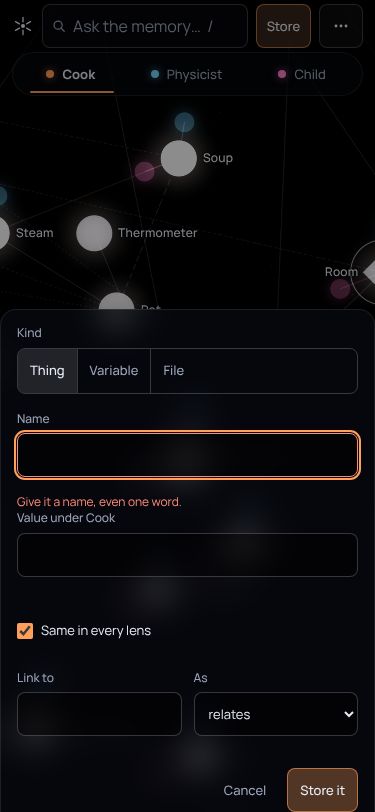 Ask the memory... /
Store
...
Cook
Physicist
Child
Soup
Steam
Thermometer
Room
Pot
Kind
Thing
Variable
File
Name
Give it a name, even one word.
Value under Cook
Same in every lens
Link to
As
relates
Cancel
Store it